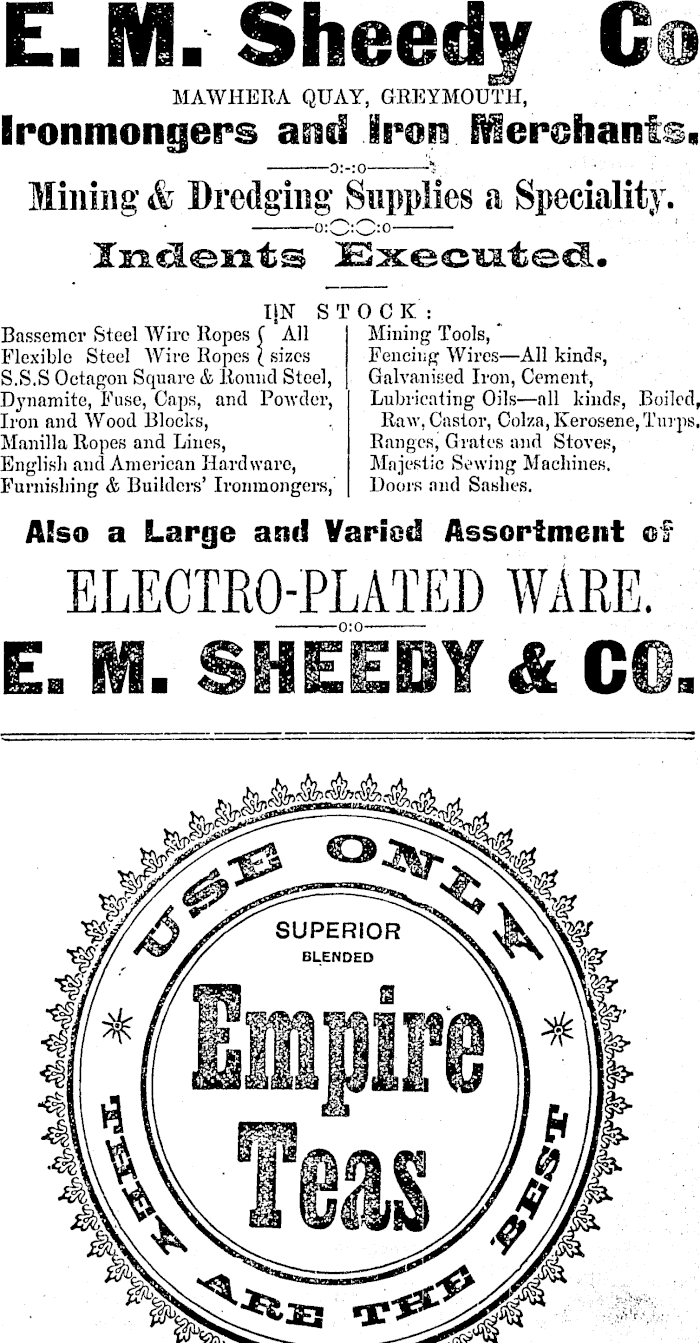 E. M. Sheedy Co
MAWHERA QUAY, GREYMOUTH,
Ironmongers and Iron Merchants.
Mining & Dredging Supplies a Speciality.
Indents Executed.
IN STOCK:
Bassemer Steel Wire Ropes { All
Flexible Steel Wire Ropes { sizes
S.S.S Octagon Square & Round Steel,
Dynamite, Fuse, Caps, and Powder,
Iron and Wood Blocks,
Manilla Ropes and Lines,
English and American Hardware,
Furnishing & Builders' Ironmongers,
Mining Tools,
Fencing Wires—All kinds,
Galvanised Iron, Cement,
Lubricating Oils—all kinds, Boiled,
Raw, Castor, Colza, Kerosene, Turps.
Ranges, Grates and Stoves,
Majestic Sewing Machines.
Doors and Sashes.
Also a Large and Varied Assortment of
ELECTRO-PLATED WARE.
E. M. SHEEDY & CO.
USE ONLY
SUPERIOR
BLENDED
Empire
Teas
THEY ARE THE BEST